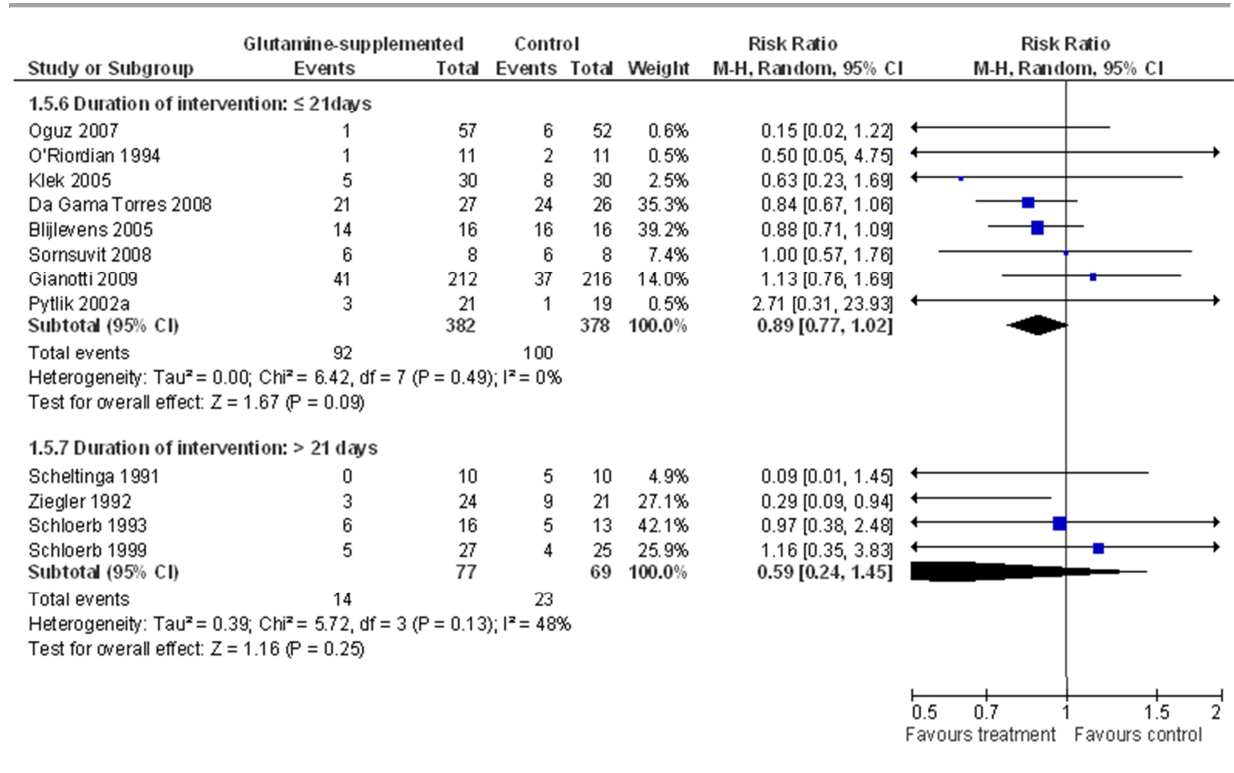 Glutamine-supplemented Control Risk Ratio Risk Ratio
Study or Subgroup Events Total Events Total Weight M-H, Random, 95% CI M-H, Random, 95% CI
1.5.6 Duration of intervention: ≤ 21days
Oguz 2007 1 57 6 52 0.6% 0.15 [0.02, 1.22]
O'Riordian 1994 1 11 2 11 0.5% 0.50 [0.05, 4.75]
Klek 2005 5 30 8 30 2.5% 0.63 [0.23, 1.69]
Da Gama Torres 2008 21 27 24 26 35.3% 0.84 [0.67, 1.06]
Blijlevens 2005 14 16 16 16 39.2% 0.88 [0.71, 1.09]
Sornsuvit 2008 6 8 6 8 7.4% 1.00 [0.57, 1.76]
Gianotti 2009 41 212 37 216 14.0% 1.13 [0.76, 1.69]
Pytlik 2002a 3 21 1 19 0.5% 2.71 [0.31, 23.93]
Subtotal (95% CI) 382 378 100.0% 0.89 [0.77, 1.02]
Total events 92 100
Heterogeneity: Tau² = 0.00; Chi² = 6.42, df = 7 (P = 0.49); I² = 0%
Test for overall effect: Z = 1.67 (P = 0.09)
1.5.7 Duration of intervention: > 21 days
Scheltinga 1991 0 10 5 10 4.9% 0.09 [0.01, 1.45]
Ziegler 1992 3 24 9 21 27.1% 0.29 [0.09, 0.94]
Schloerb 1993 6 16 5 13 42.1% 0.97 [0.38, 2.48]
Schloerb 1999 5 27 4 25 25.9% 1.16 [0.35, 3.83]
Subtotal (95% CI) 77 69 100.0% 0.59 [0.24, 1.45]
Total events 14 23
Heterogeneity: Tau² = 0.39; Chi² = 5.72, df = 3 (P = 0.13); I² = 48%
Test for overall effect: Z = 1.16 (P = 0.25)
0.5 0.7 1 1.5 2
Favours treatment Favours control